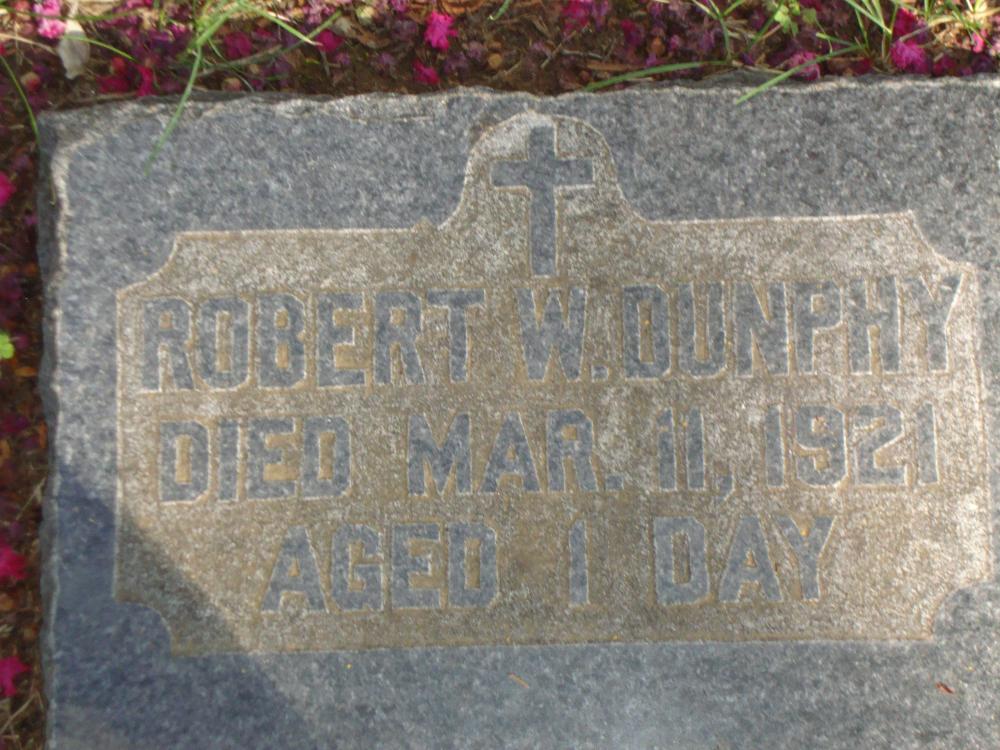 ROBERT W. DUNPHY
DIED MAR. 11, 1921
AGED 1 DAY